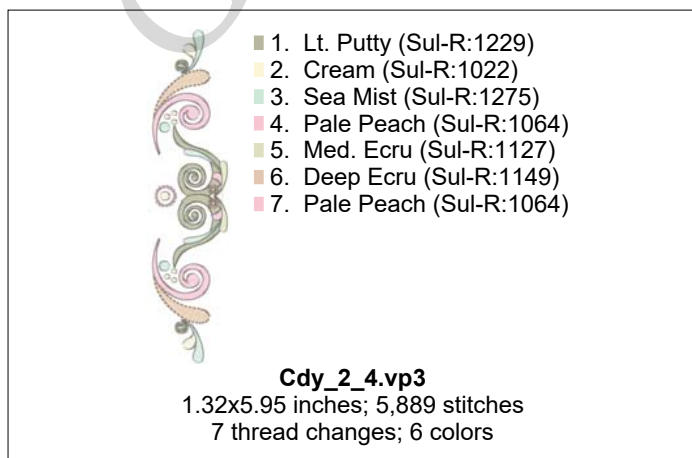 1. Lt. Putty (Sul-R:1229)
2. Cream (Sul-R:1022)
3. Sea Mist (Sul-R:1275)
4. Pale Peach (Sul-R:1064)
5. Med. Ecru (Sul-R:1127)
6. Deep Ecru (Sul-R:1149)
7. Pale Peach (Sul-R:1064)
Cdy_2_4.vp3
1.32x5.95 inches; 5,889 stitches
7 thread changes; 6 colors